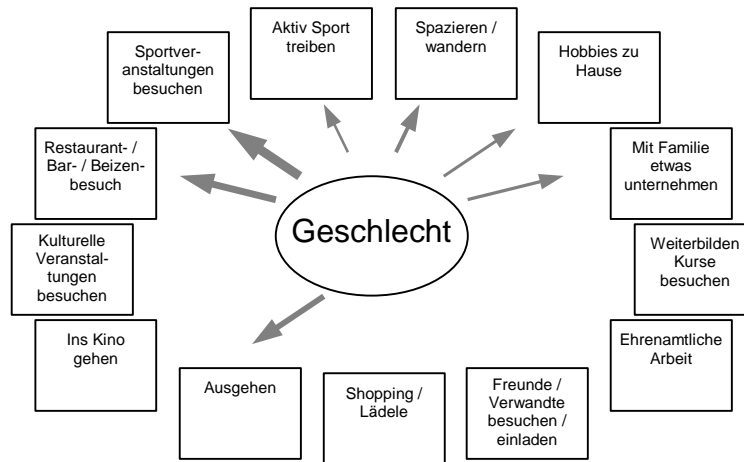 Aktiv Sport
treiben
Spazieren /
wandern
Sportver-
anstaltungen
besuchen
Hobbies zu
Hause
Restaurant- /
Bar- / Beizen-
besuch
Mit Familie
etwas
unternehmen
Geschlecht
Kulturelle
Veranstal-
tungen
besuchen
Weiterbilden
Kurse
besuchen
Ins Kino
gehen
Ehrenamtliche
Arbeit
Ausgehen
Shopping /
Lädele
Freunde /
Verwandte
besuchen /
einladen